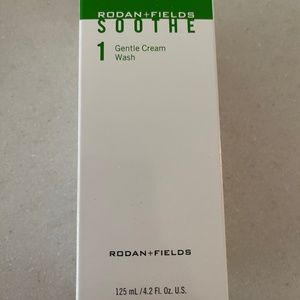 RODAN+FIELDS
SOOTHE
1 Gentle Cream
Wash
RODAN+FIELDS
125 mL / 4.2 Fl. Oz. U.S.